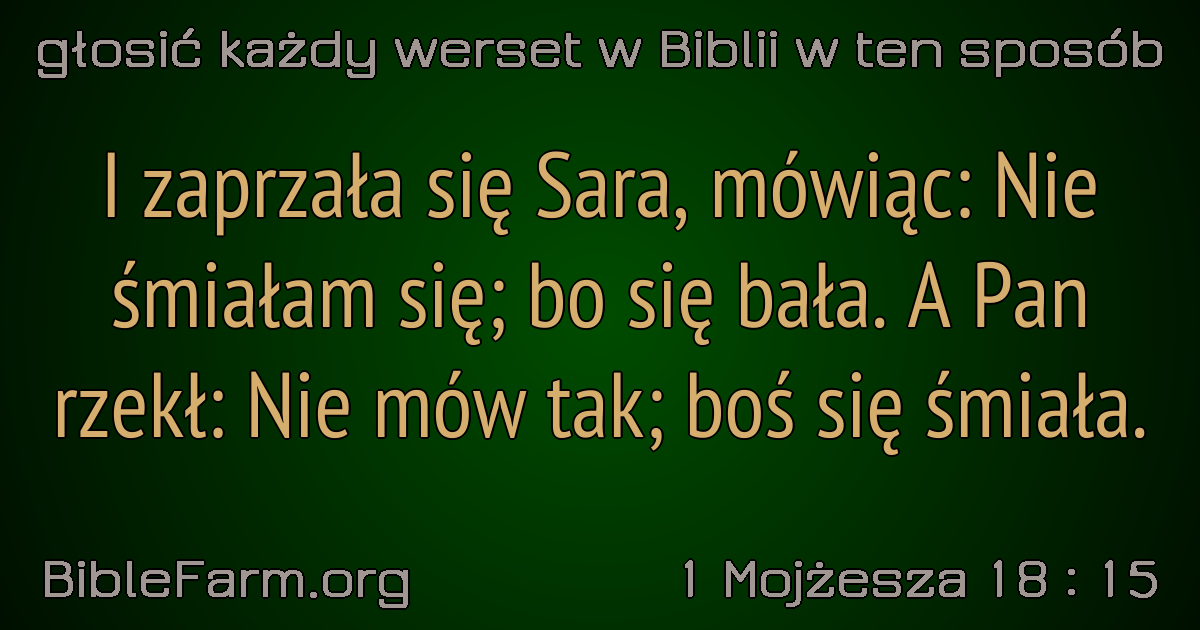 głosić każdy werset w Biblii w ten sposób
I zaprzała się Sara, mówiąc: Nie
śmiałam się; bo się bała. A Pan
rzekł: Nie mów tak; boś się śmiała.
BibleFarm.org
1 Mojżesza 18 : 15